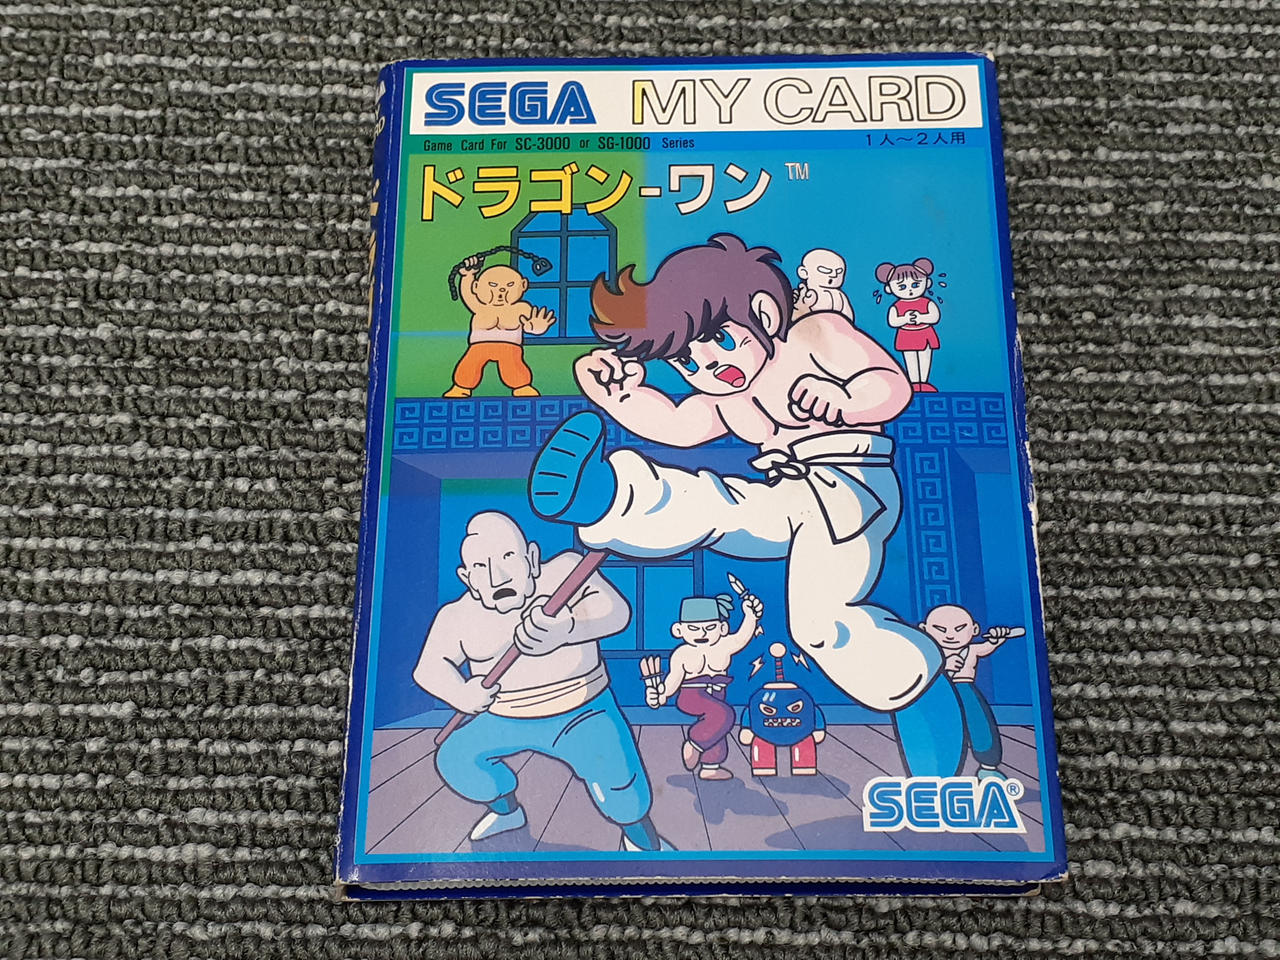 SEGA MY CARD
Game Card For SC-3000 or SG-1000 Series
1人〜2人用
ドラゴン-ワン™
SEGA®